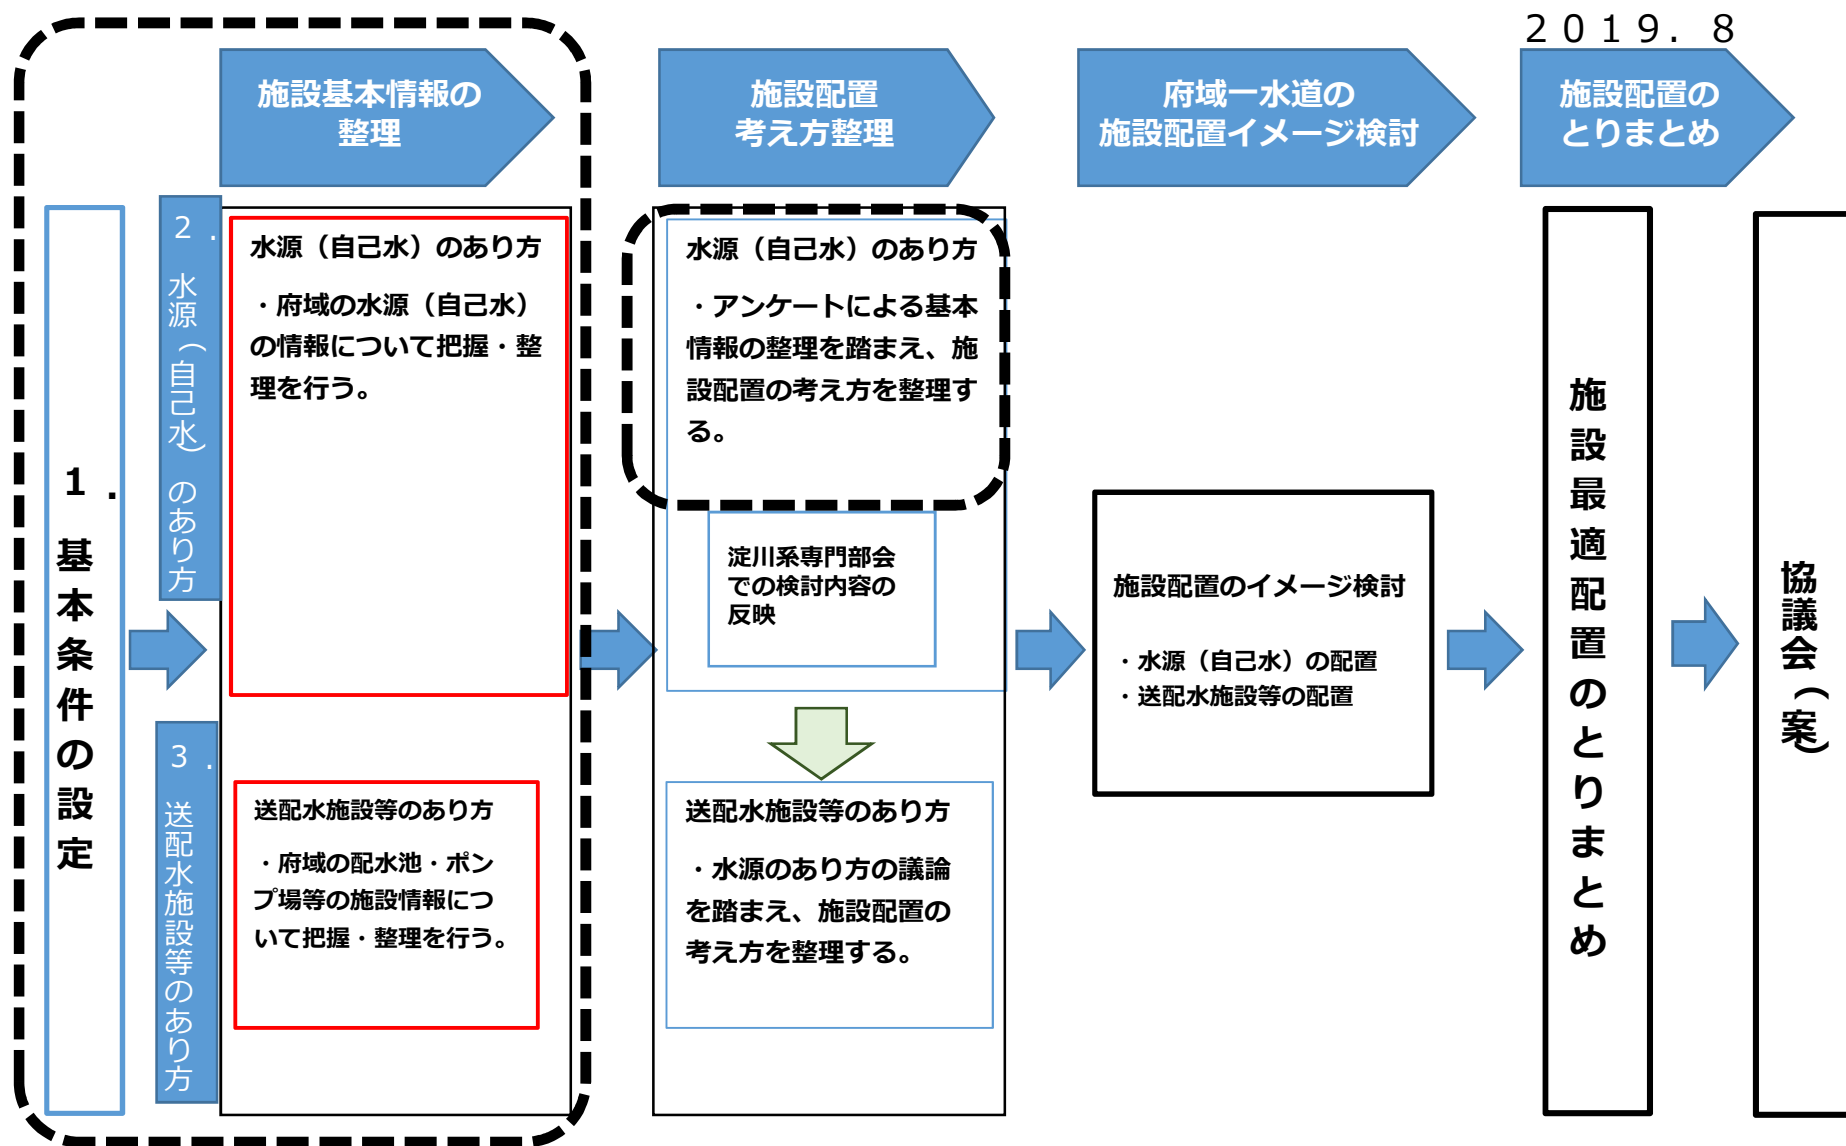 ２０１９．８
施設基本情報の
整理
施設配置
考え方整理
府域一水道の
施設配置イメージ検討
施設配置の
とりまとめ
１．基本条件の設定
２．水源（自己水）のあり方
水源（自己水）のあり方
・府域の水源（自己水）
の情報について把握・整
理を行う。
３．送配水施設等のあり方
送配水施設等のあり方
・府域の配水池・ポン
プ場等の施設情報につ
いて把握・整理を行う。
水源（自己水）のあり方
・アンケートによる基本
情報の整理を踏まえ、施
設配置の考え方を整理す
る。
淀川系専門部会
での検討内容の
反映
送配水施設等のあり方
・水源のあり方の議論
を踏まえ、施設配置の
考え方を整理する。
施設配置のイメージ検討
・水源（自己水）の配置
・送配水施設等の配置
施設最適配置のとりまとめ
協議会（案）